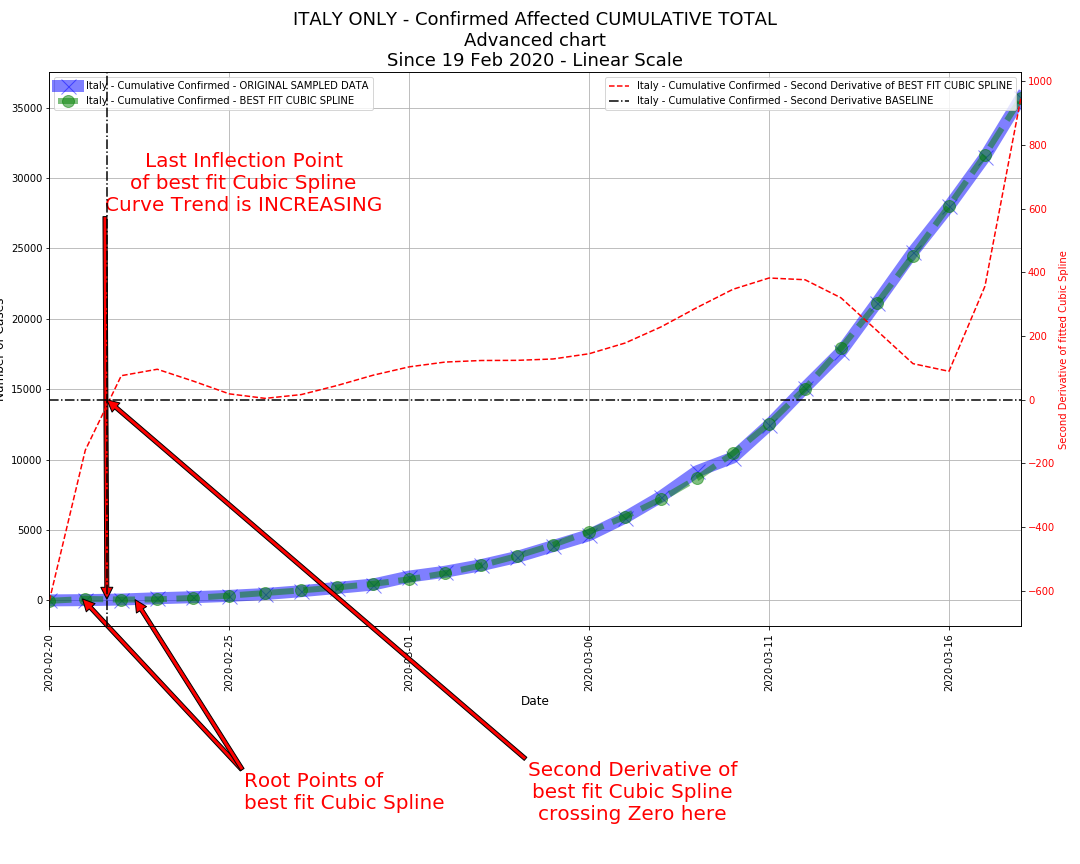 ITALY ONLY - Confirmed Affected CUMULATIVE TOTAL
Advanced chart
Since 19 Feb 2020 - Linear Scale
Italy - Cumulative Confirmed - ORIGINAL SAMPLED DATA
Italy - Cumulative Confirmed - BEST FIT CUBIC SPLINE
Italy - Cumulative Confirmed - Second Derivative of BEST FIT CUBIC SPLINE
Italy - Cumulative Confirmed - Second Derivative BASELINE
Last Inflection Point
of best fit Cubic Spline
Curve Trend is INCREASING
35000
30000
25000
20000
15000
10000
5000
0
Number of Cases
1000
800
600
400
200
0
−200
−400
−600
Second Derivative of fitted Cubic Spline
2020-02-20
2020-02-25
2020-03-01
2020-03-06
2020-03-11
2020-03-16
Date
Root Points of
best fit Cubic Spline
Second Derivative of
best fit Cubic Spline
crossing Zero here